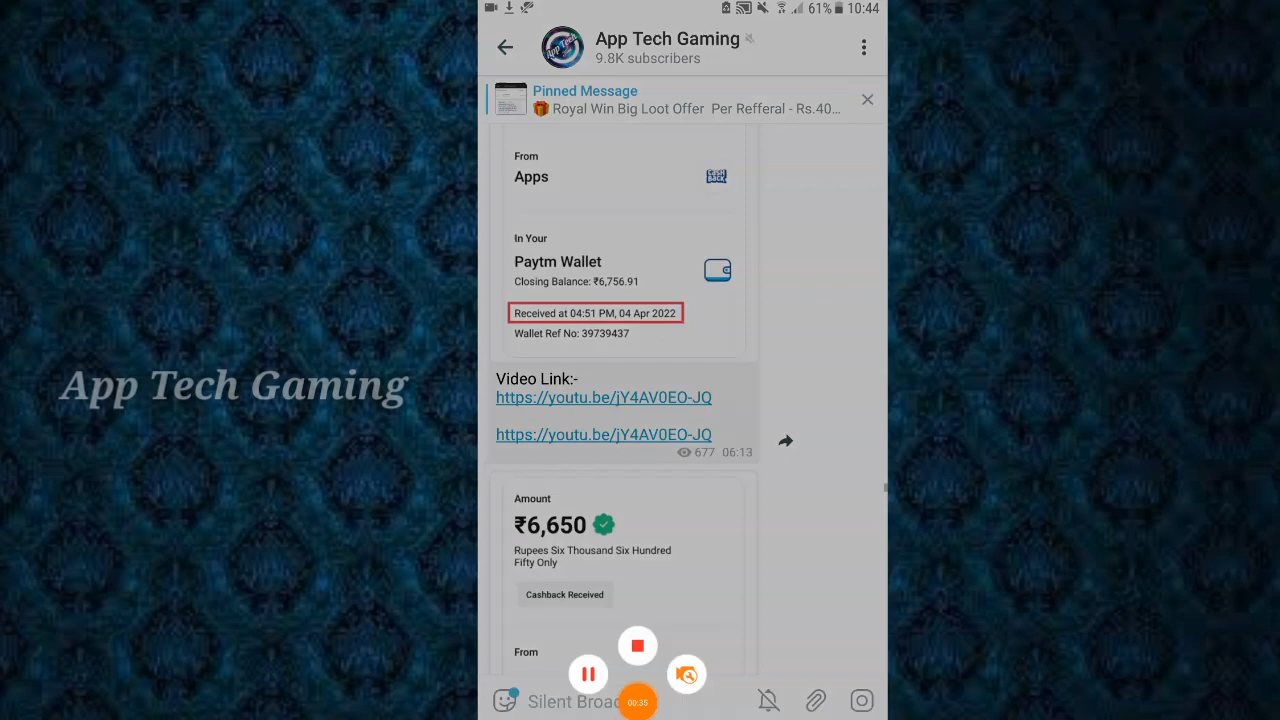 61% 10:44
App Tech Gaming
9.8K subscribers
Pinned Message
🎁 Royal Win Big Loot Offer Per Refferal - Rs.40...
From
Apps
CASH BACK
In Your
Paytm Wallet
Closing Balance: ₹6,756.91
Received at 04:51 PM, 04 Apr 2022
Wallet Ref No: 39739437
Video Link:-
https://youtu.be/jY4AV0EO-JQ
https://youtu.be/jY4AV0EO-JQ
677 06:13
Amount
₹6,650
Rupees Six Thousand Six Hundred
Fifty Only
Cashback Received
From
Silent Broa
00:35
App Tech Gaming